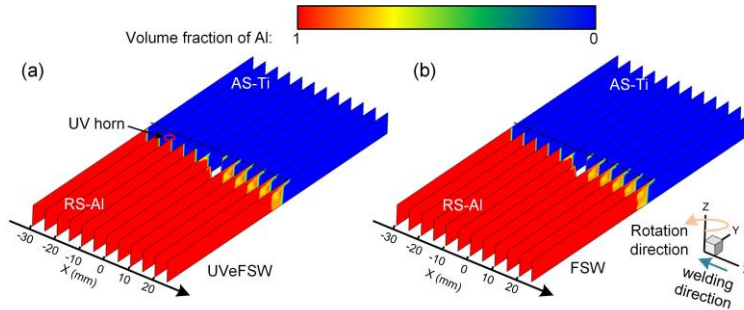 Volume fraction of Al:
1
0
(a)
AS-Ti
UV horn
RS-Al
-30
-20
-10
0
10
20
X (mm)
UVeFSW
(b)
AS-Ti
RS-Al
-30
-20
-10
0
10
20
X (mm)
FSW
Z
Y
Rotation
direction
welding
direction